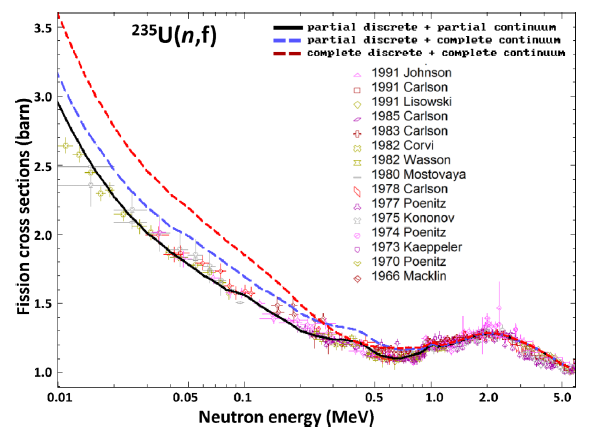 ²³⁵U(n,f)
partial discrete + partial continuum
partial discrete + complete continuum
complete discrete + complete continuum
1991 Johnson
1991 Carlson
1991 Lisowski
1985 Carlson
1983 Carlson
1982 Corvi
1982 Wasson
1980 Mostovaya
1978 Carlson
1977 Poenitz
1975 Kononov
1974 Poenitz
1973 Kaeppeler
1970 Poenitz
1966 Macklin
Fission cross sections (barn)
3.5
3.0
2.5
2.0
1.5
1.0
0.01
0.05
0.1
0.5
1.0
5.0
Neutron energy (MeV)